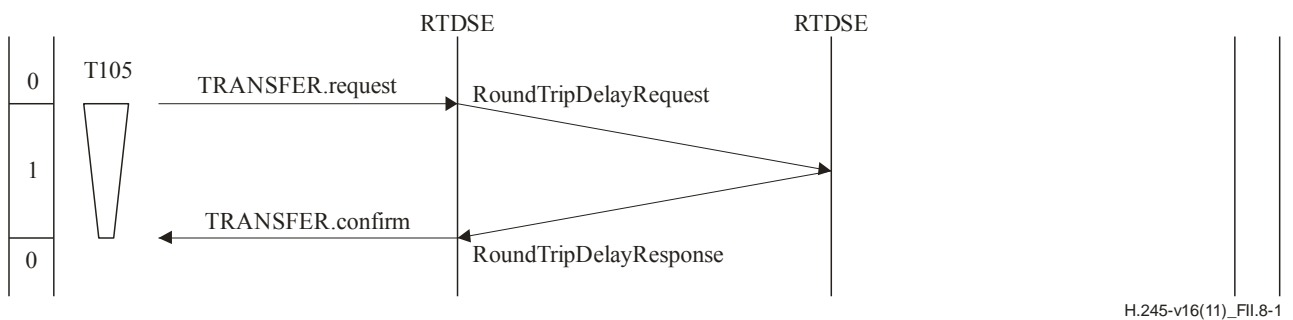 RTDSE RTDSE
0 T105
TRANSFER.request RoundTripDelayRequest
1
TRANSFER.confirm
0 RoundTripDelayResponse
H.245-v16(11)_FII.8-1